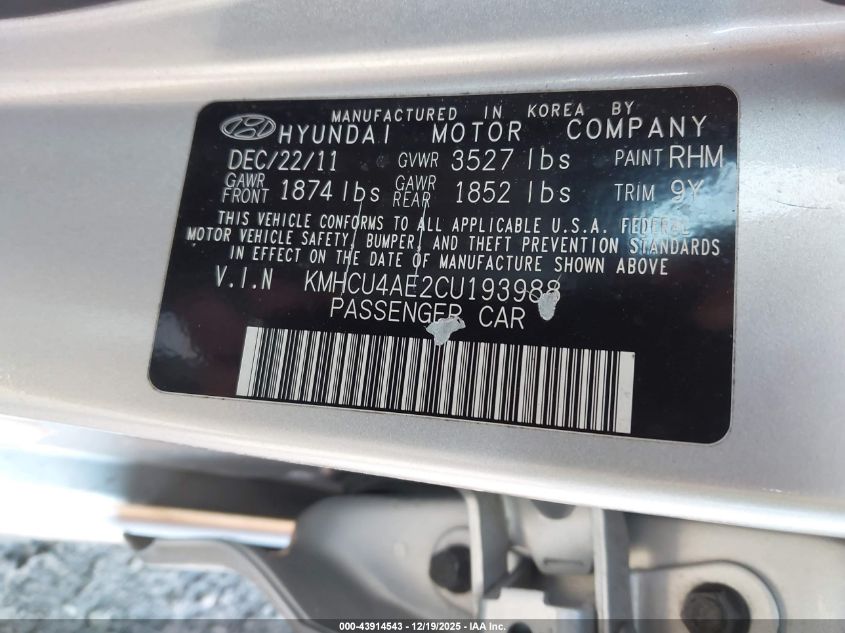 MANUFACTURED IN KOREA BY
HYUNDAI MOTOR COMPANY
DEC/22/11 GVWR 3527 lbs PAINT RHM
GAWR FRONT 1874 lbs GAWR REAR 1852 lbs TRIM 9Y
THIS VEHICLE CONFORMS TO ALL APPLICABLE U.S.A. FEDERAL
MOTOR VEHICLE SAFETY, BUMPER, AND THEFT PREVENTION STANDARDS
IN EFFECT ON THE DATE OF MANUFACTURE SHOWN ABOVE
V.I.N KMHCU4AE2CU193988
PASSENGER CAR
000-43914543 - 12/19/2025 - IAA Inc.